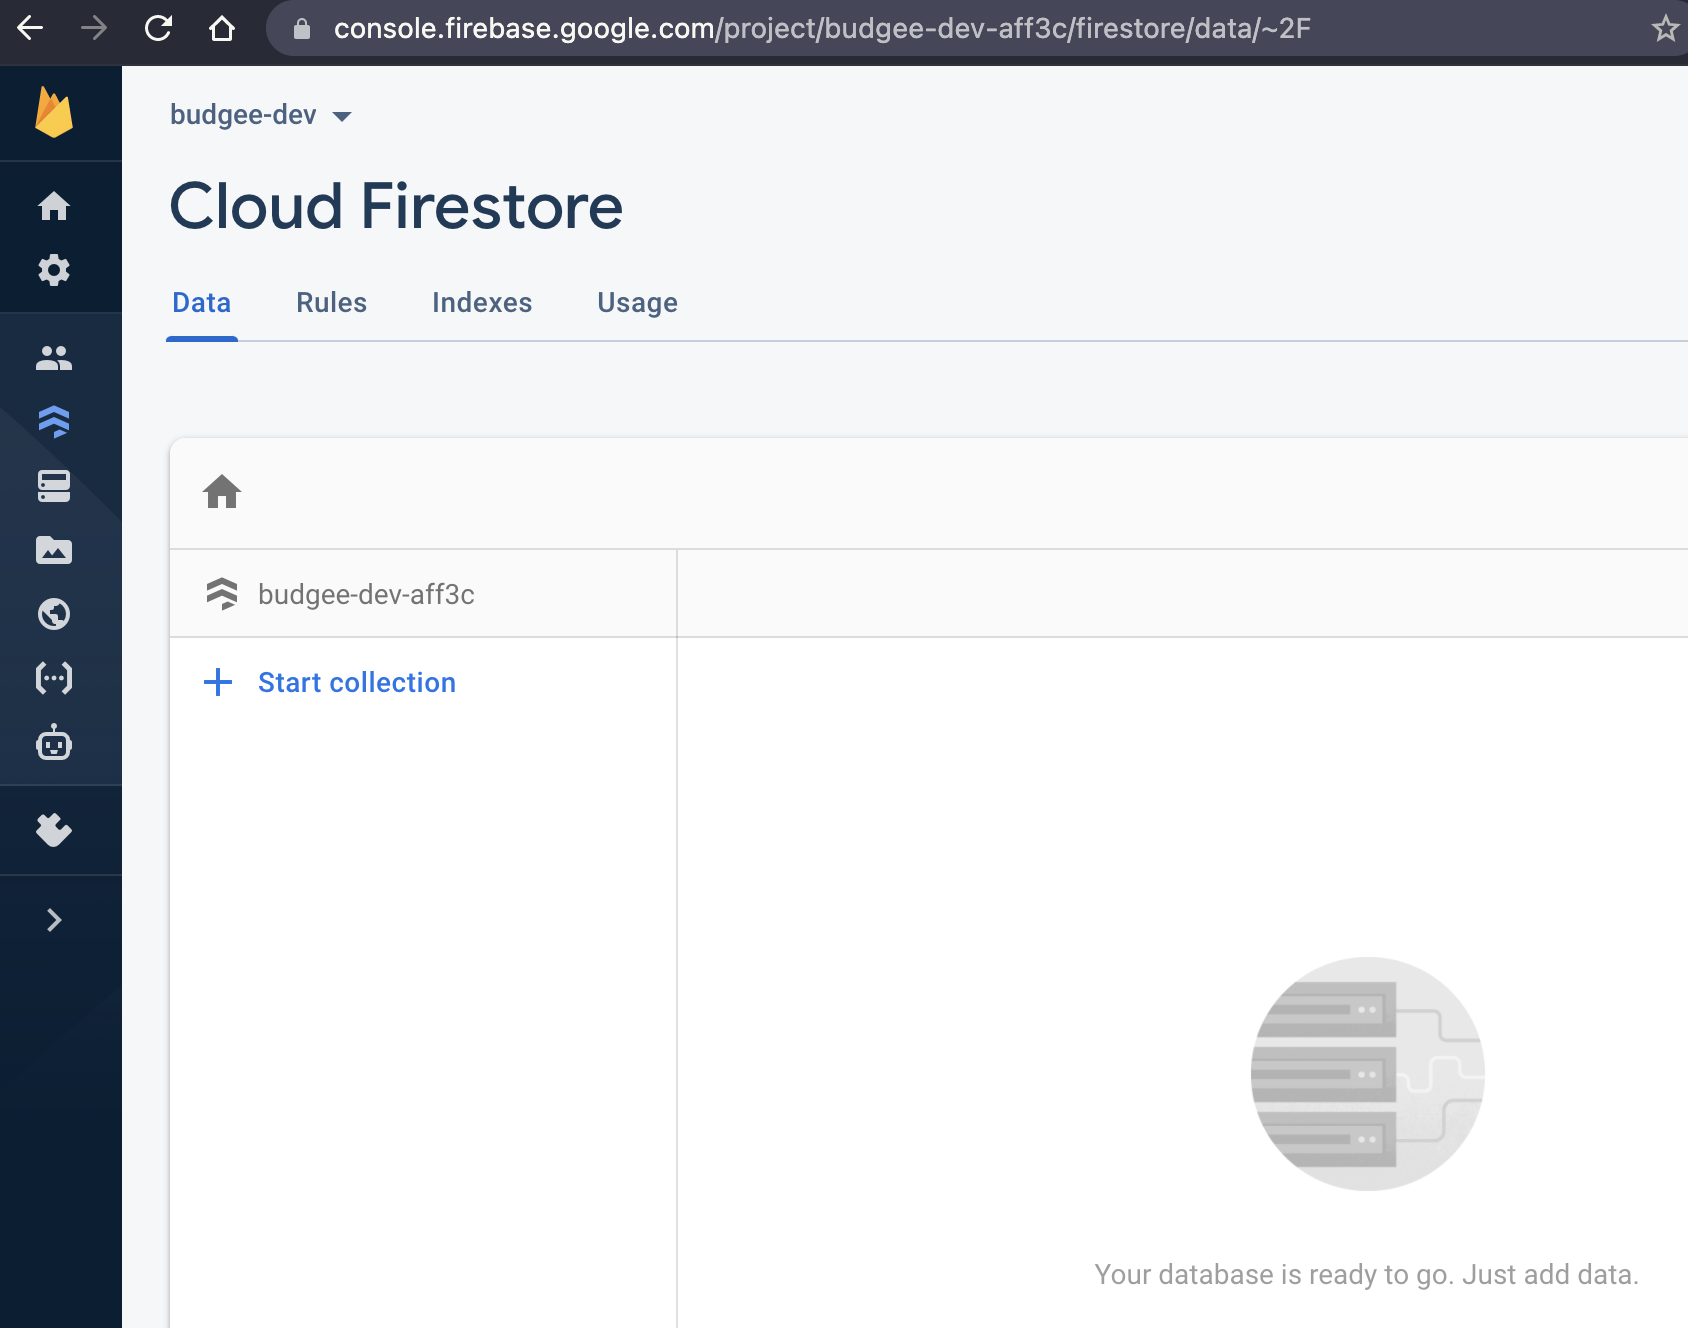 console.firebase.google.com/project/budgee-dev-aff3c/firestore/data/~2F
budgee-dev
Cloud Firestore
Data Rules Indexes Usage
budgee-dev-aff3c
Start collection
Your database is ready to go. Just add data.